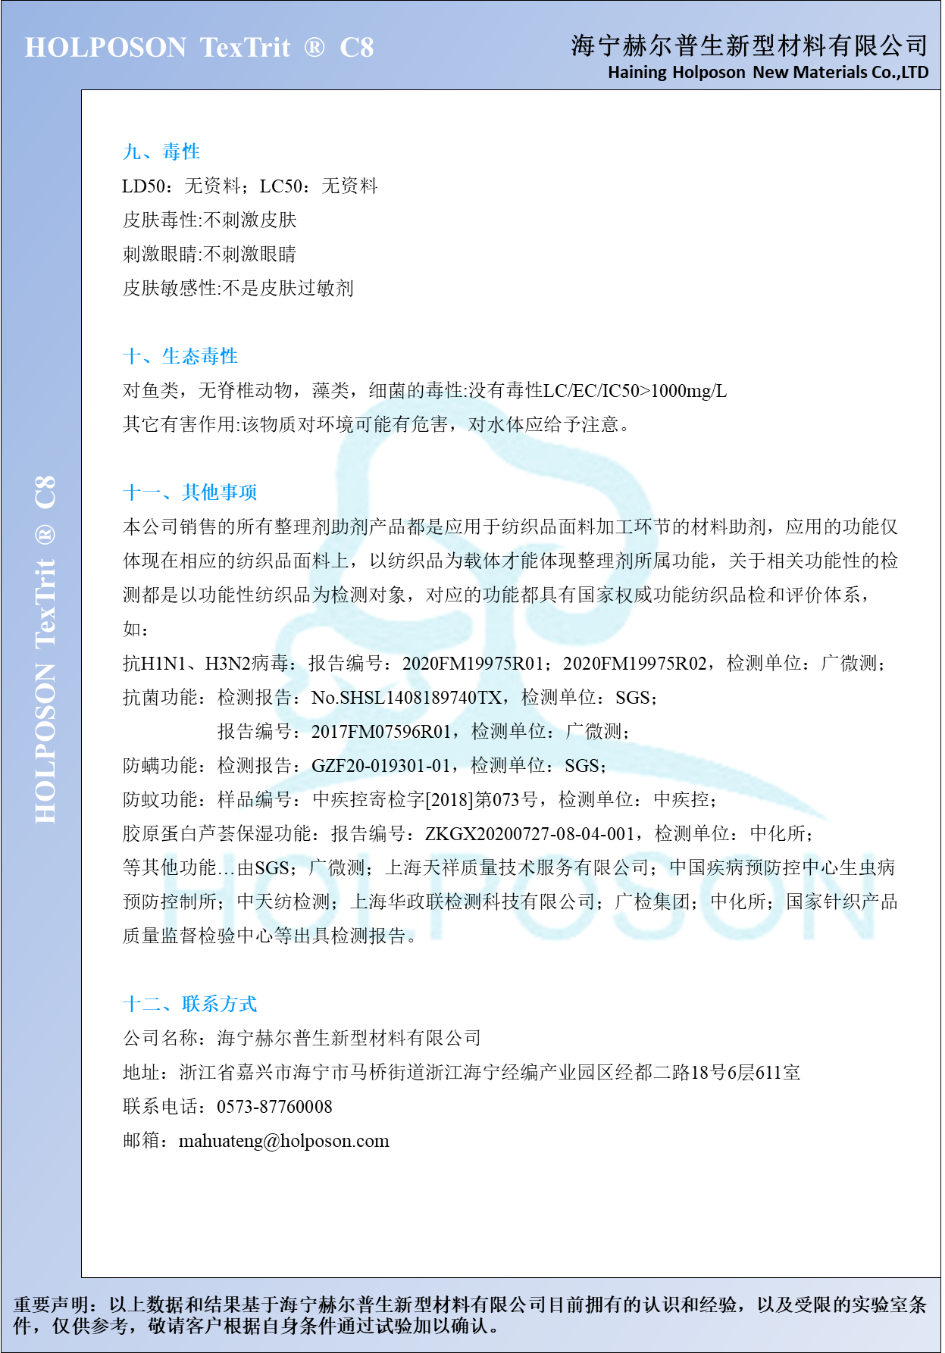 HOLPOSON TexTrit ® C8
海宁赫尔普生新型材料有限公司
Haining Holposon New Materials Co.,LTD
九、毒性
LD50：无资料；LC50：无资料
皮肤毒性:不刺激皮肤
刺激眼睛:不刺激眼睛
皮肤敏感性:不是皮肤过敏剂
十、生态毒性
对鱼类，无脊椎动物，藻类，细菌的毒性:没有毒性LC/EC/IC50>1000mg/L
其它有害作用:该物质对环境可能有危害，对水体应给予注意。
十一、其他事项
本公司销售的所有整理剂助剂产品都是应用于纺织品面料加工环节的材料助剂，应用的功能仅
体现在相应的纺织品面料上，以纺织品为载体才能体现整理剂所属功能，关于相关功能性的检
测都是以功能性纺织品为检测对象，对应的功能都具有国家权威功能纺织品检和评价体系，
如：
抗H1N1、H3N2病毒：报告编号：2020FM19975R01；2020FM19975R02，检测单位：广微测；
抗菌功能：检测报告：No.SHSL1408189740TX，检测单位：SGS；
报告编号：2017FM07596R01，检测单位：广微测；
防螨功能：检测报告：GZF20-019301-01，检测单位：SGS；
防蚊功能：样品编号：中疾控寄检字[2018]第073号，检测单位：中疾控；
胶原蛋白芦荟保湿功能：报告编号：ZKGX20200727-08-04-001，检测单位：中化所；
等其他功能…由SGS；广微测；上海天祥质量技术服务有限公司；中国疾病预防控中心生虫病
预防控制所；中天纺检测；上海华政联检测科技有限公司；广检集团；中化所；国家针织产品
质量监督检验中心等出具检测报告。
十二、联系方式
公司名称：海宁赫尔普生新型材料有限公司
地址：浙江省嘉兴市海宁市马桥街道浙江海宁经编产业园区经都二路18号6层611室
联系电话：0573-87760008
邮箱：mahuateng@holposon.com
HOLPOSON TexTrit ® C8
HOLPOSON
重要声明：以上数据和结果基于海宁赫尔普生新型材料有限公司目前拥有的认识和经验，以及受限的实验室条
件，仅供参考，敬请客户根据自身条件通过试验加以确认。